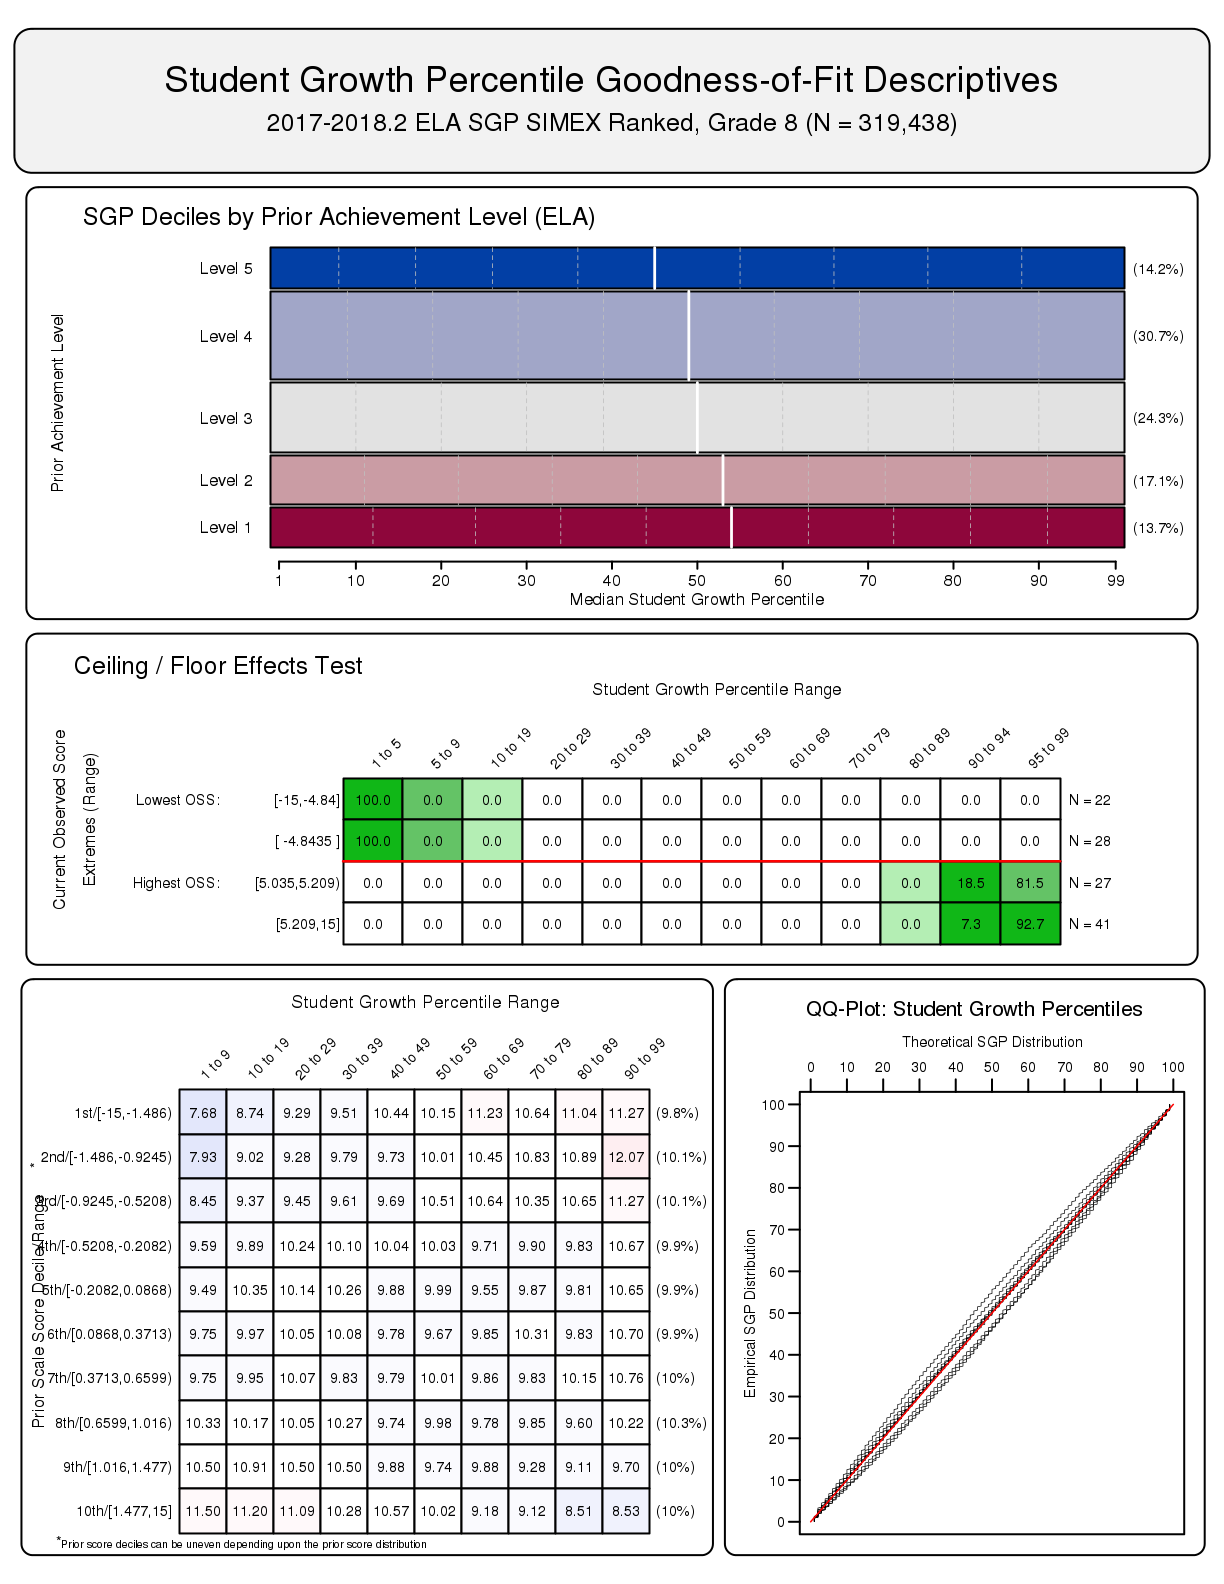 Student Growth Percentile Goodness-of-Fit Descriptives
2017-2018.2 ELA SGP SIMEX Ranked, Grade 8 (N = 319,438)
SGP Deciles by Prior Achievement Level (ELA)
Prior Achievement Level
Level 5 (14.2%)
Level 4 (30.7%)
Level 3 (24.3%)
Level 2 (17.1%)
Level 1 (13.7%)
1 10 20 30 40 50 60 70 80 90 99
Median Student Growth Percentile
Ceiling / Floor Effects Test
Student Growth Percentile Range
Current Observed Score
Extremes (Range)
1 to 5 5 to 9 10 to 19 20 to 29 30 to 39 40 to 49 50 to 59 60 to 69 70 to 79 80 to 89 90 to 94 95 to 99
Lowest OSS: [-15,-4.84] 100.0 0.0 0.0 0.0 0.0 0.0 0.0 0.0 0.0 0.0 0.0 0.0 N = 22
[ -4.8435 ] 100.0 0.0 0.0 0.0 0.0 0.0 0.0 0.0 0.0 0.0 0.0 0.0 N = 28
Highest OSS: [5.035,5.209) 0.0 0.0 0.0 0.0 0.0 0.0 0.0 0.0 0.0 0.0 18.5 81.5 N = 27
[5.209,15] 0.0 0.0 0.0 0.0 0.0 0.0 0.0 0.0 0.0 0.0 7.3 92.7 N = 41
Student Growth Percentile Range
Prior Scale Score Decile/Range *
1 to 9 10 to 19 20 to 29 30 to 39 40 to 49 50 to 59 60 to 69 70 to 79 80 to 89 90 to 99
1st/[-15,-1.486) 7.68 8.74 9.29 9.51 10.44 10.15 11.23 10.64 11.04 11.27 (9.8%)
2nd/[-1.486,-0.9245) 7.93 9.02 9.28 9.79 9.73 10.01 10.45 10.83 10.89 12.07 (10.1%)
3rd/[-0.9245,-0.5208) 8.45 9.37 9.45 9.61 9.69 10.51 10.64 10.35 10.65 11.27 (10.1%)
4th/[-0.5208,-0.2082) 9.59 9.89 10.24 10.10 10.04 10.03 9.71 9.90 9.83 10.67 (9.9%)
5th/[-0.2082,0.0868) 9.49 10.35 10.14 10.26 9.88 9.99 9.55 9.87 9.81 10.65 (9.9%)
6th/[0.0868,0.3713) 9.75 9.97 10.05 10.08 9.78 9.67 9.85 10.31 9.83 10.70 (9.9%)
7th/[0.3713,0.6599) 9.75 9.95 10.07 9.83 9.79 10.01 9.86 9.83 10.15 10.76 (10%)
8th/[0.6599,1.016) 10.33 10.17 10.05 10.27 9.74 9.98 9.78 9.85 9.60 10.22 (10.3%)
9th/[1.016,1.477) 10.50 10.91 10.50 10.50 9.88 9.74 9.88 9.28 9.11 9.70 (10%)
10th/[1.477,15] 11.50 11.20 11.09 10.28 10.57 10.02 9.18 9.12 8.51 8.53 (10%)
*Prior score deciles can be uneven depending upon the prior score distribution
QQ-Plot: Student Growth Percentiles
Theoretical SGP Distribution
0 10 20 30 40 50 60 70 80 90 100
Empirical SGP Distribution
100
90
80
70
60
50
40
30
20
10
0